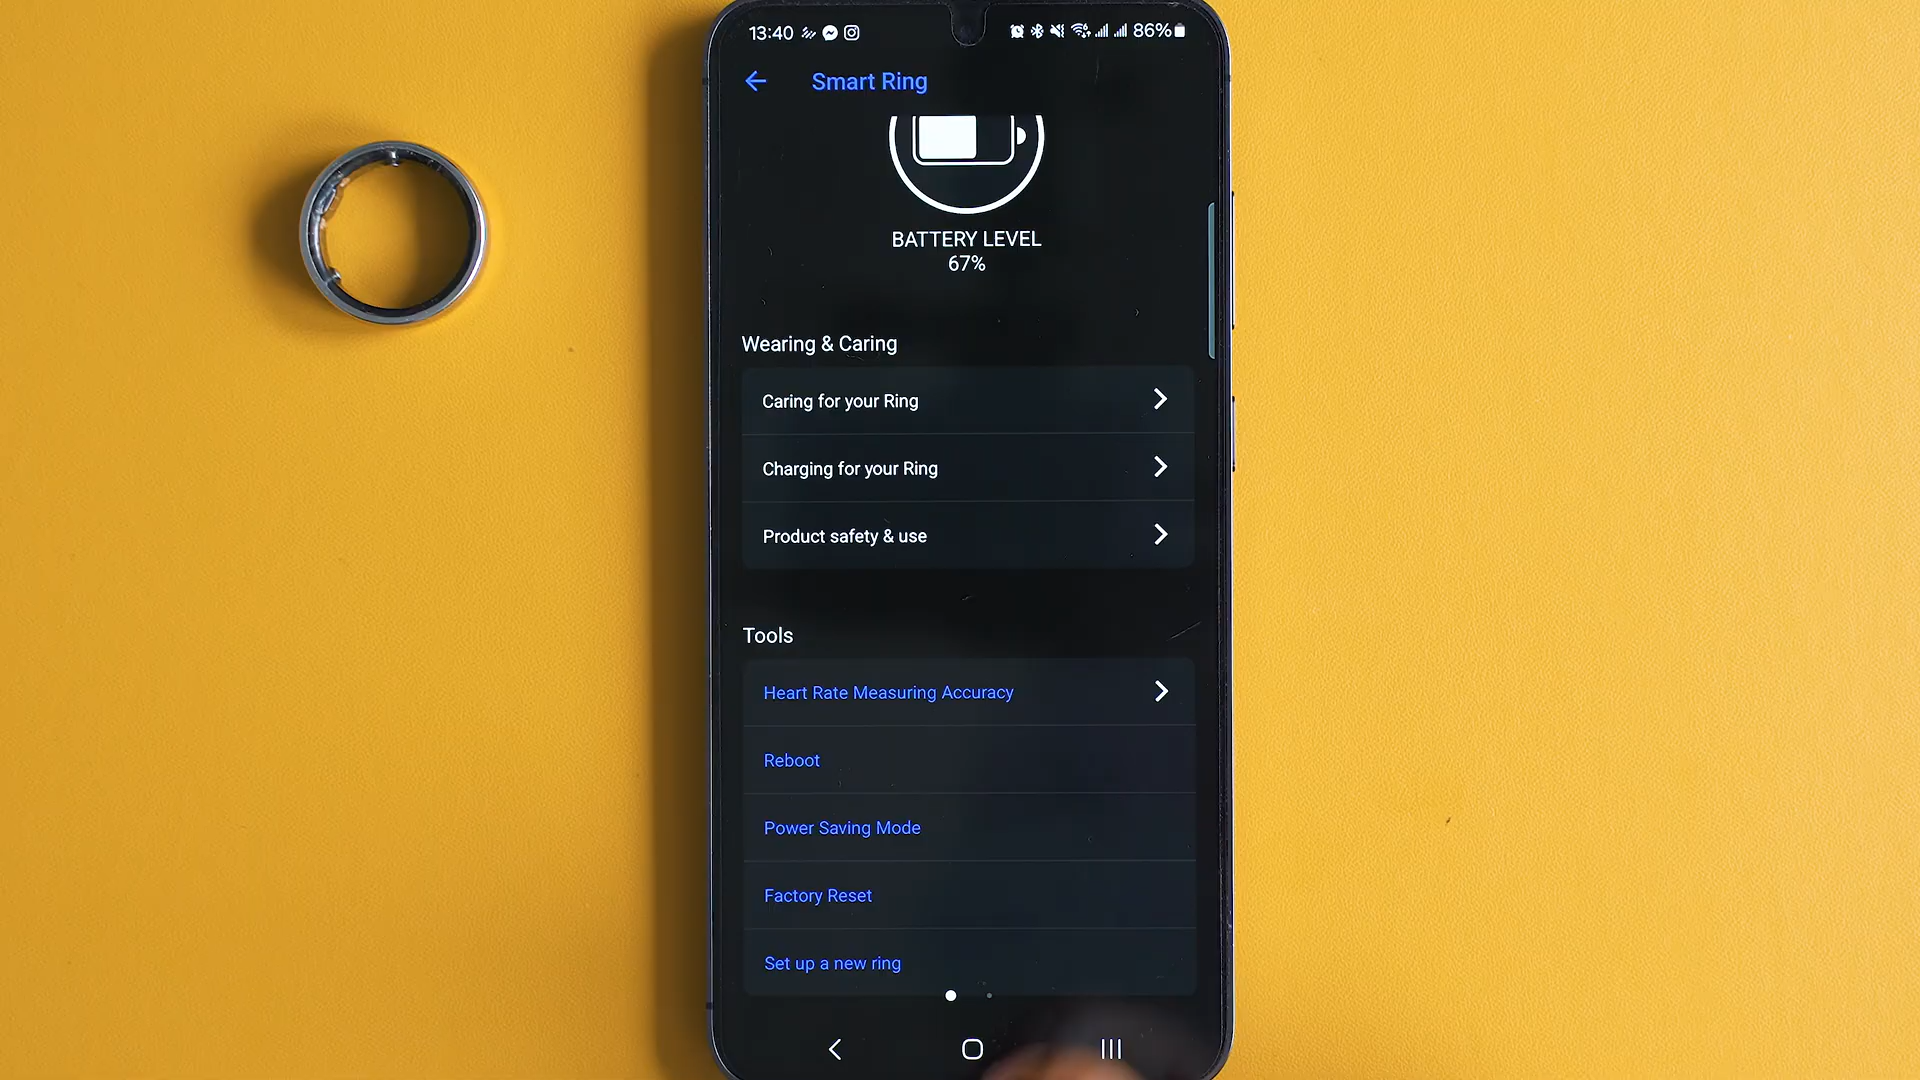 13:40 86%
Smart Ring
BATTERY LEVEL
67%
Wearing & Caring
Caring for your Ring
Charging for your Ring
Product safety & use
Tools
Heart Rate Measuring Accuracy
Reboot
Power Saving Mode
Factory Reset
Set up a new ring